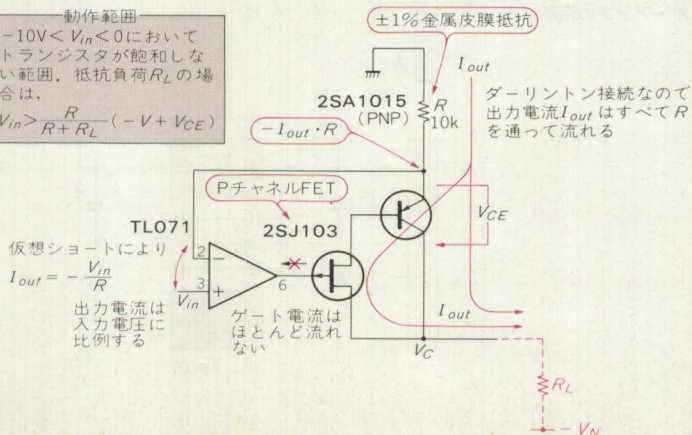 動作範囲
-10V < Vin < 0において
トランジスタが飽和しな
い範囲.抵抗負荷RLの場
合は,
Vin > R/(R+RL) (-V + VCE)
±1%金属皮膜抵抗
Iout
2SA1015
(PNP)
R
10k
ダーリントン接続なので
出力電流Ioutはすべて R
を通って流れる
-Iout・R
PチャネルFET
VCE
TL071
2SJ103
仮想ショートにより
Iout = - Vin/R
2
-
3
+
6
Vin
出力電流は
入力電圧に
比例する
ゲート電流は
ほとんど流れ
ない
Iout
VC
RL
-VN